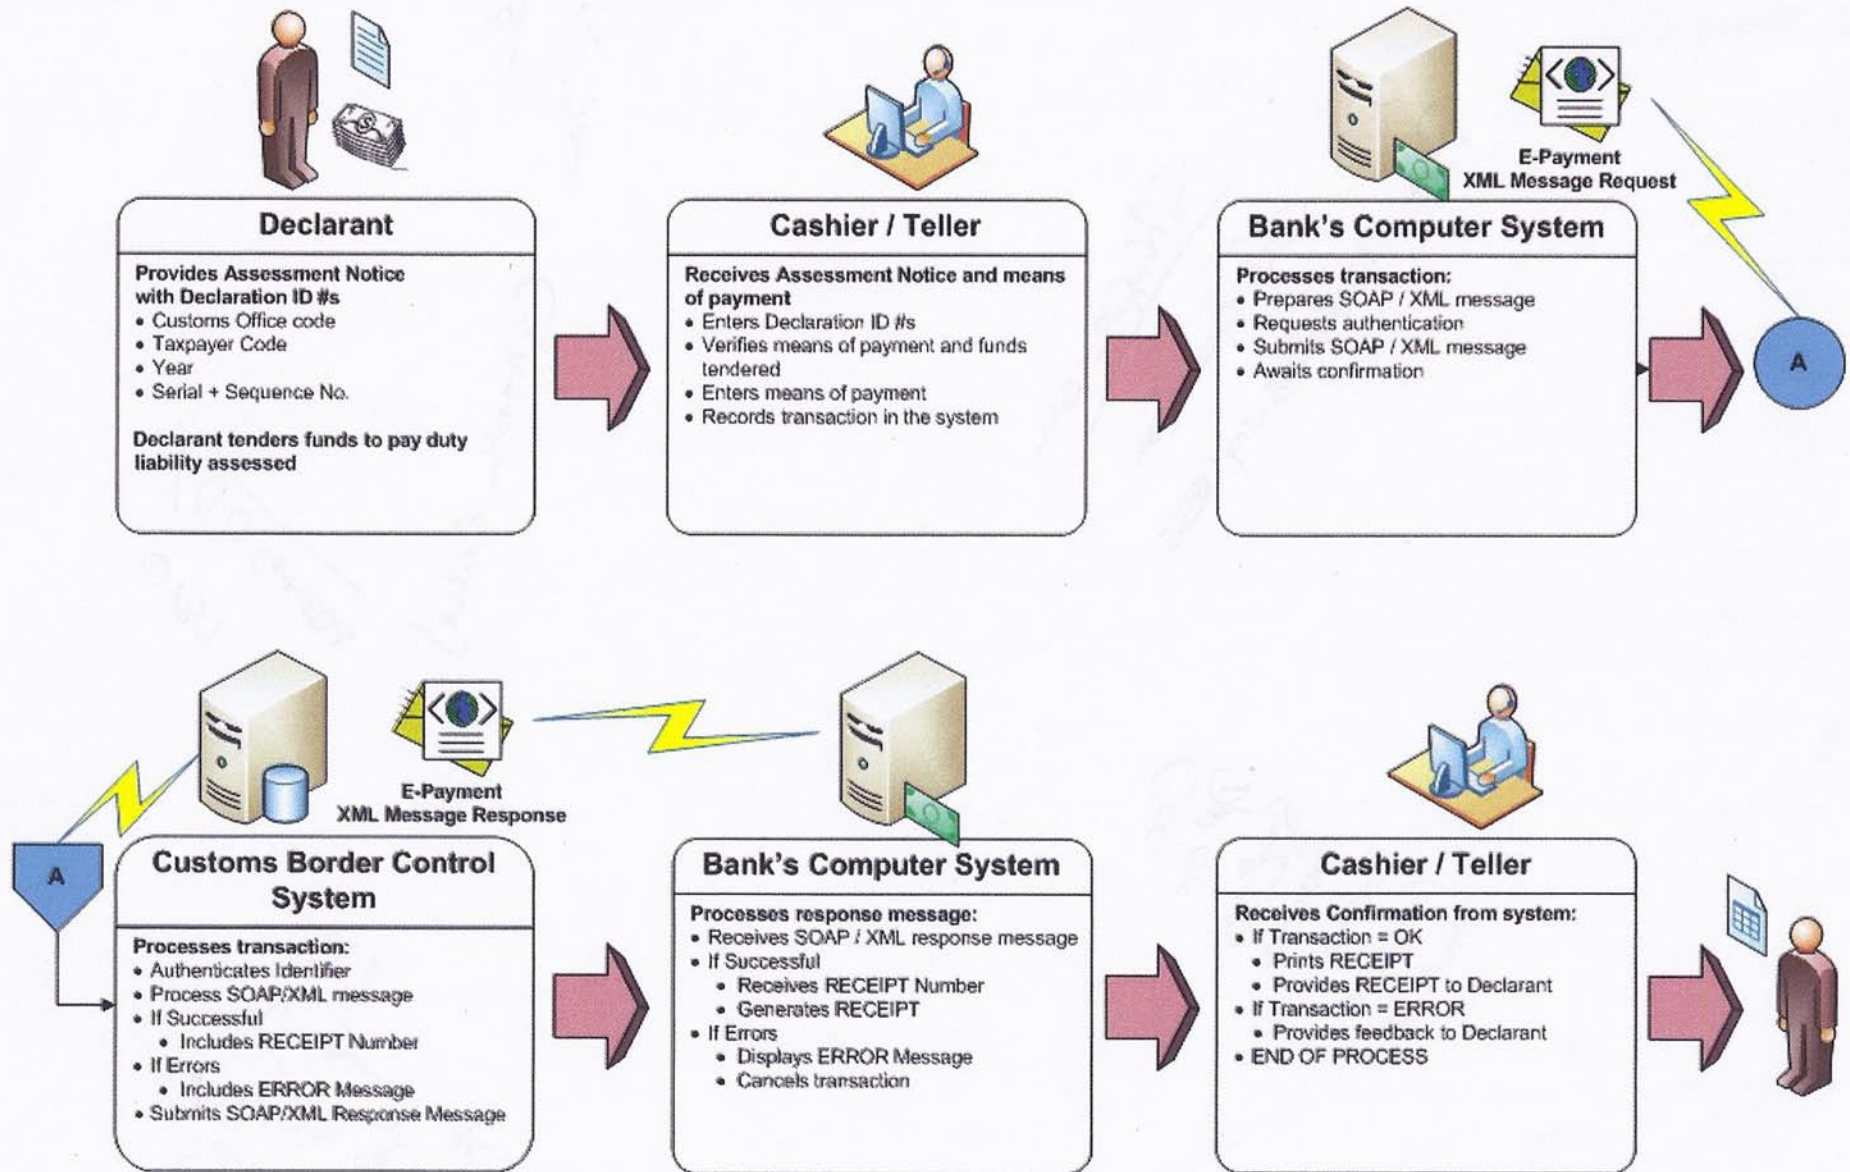 E-Payment
XML Message Request
Declarant
Provides Assessment Notice
with Declaration ID #s
• Customs Office code
• Taxpayer Code
• Year
• Serial + Sequence No.
Declarant tenders funds to pay duty
liability assessed
Cashier / Teller
Receives Assessment Notice and means
of payment
• Enters Declaration ID #s
• Verifies means of payment and funds
tendered
• Enters means of payment
• Records transaction in the system
Bank's Computer System
Processes transaction:
• Prepares SOAP / XML message
• Requests authentication
• Submits SOAP / XML message
• Awaits confirmation
A
E-Payment
XML Message Response
A
Customs Border Control
System
Processes transaction:
• Authenticates Identifier
• Process SOAP/XML message
• If Successful
• Includes RECEIPT Number
• If Errors
• Includes ERROR Message
• Submits SOAP/XML Response Message
Bank's Computer System
Processes response message:
• Receives SOAP / XML response message
• If Successful
• Receives RECEIPT Number
• Generates RECEIPT
• If Errors
• Displays ERROR Message
• Cancels transaction
Cashier / Teller
Receives Confirmation from system:
• If Transaction = OK
• Prints RECEIPT
• Provides RECEIPT to Declarant
• If Transaction = ERROR
• Provides feedback to Declarant
• END OF PROCESS